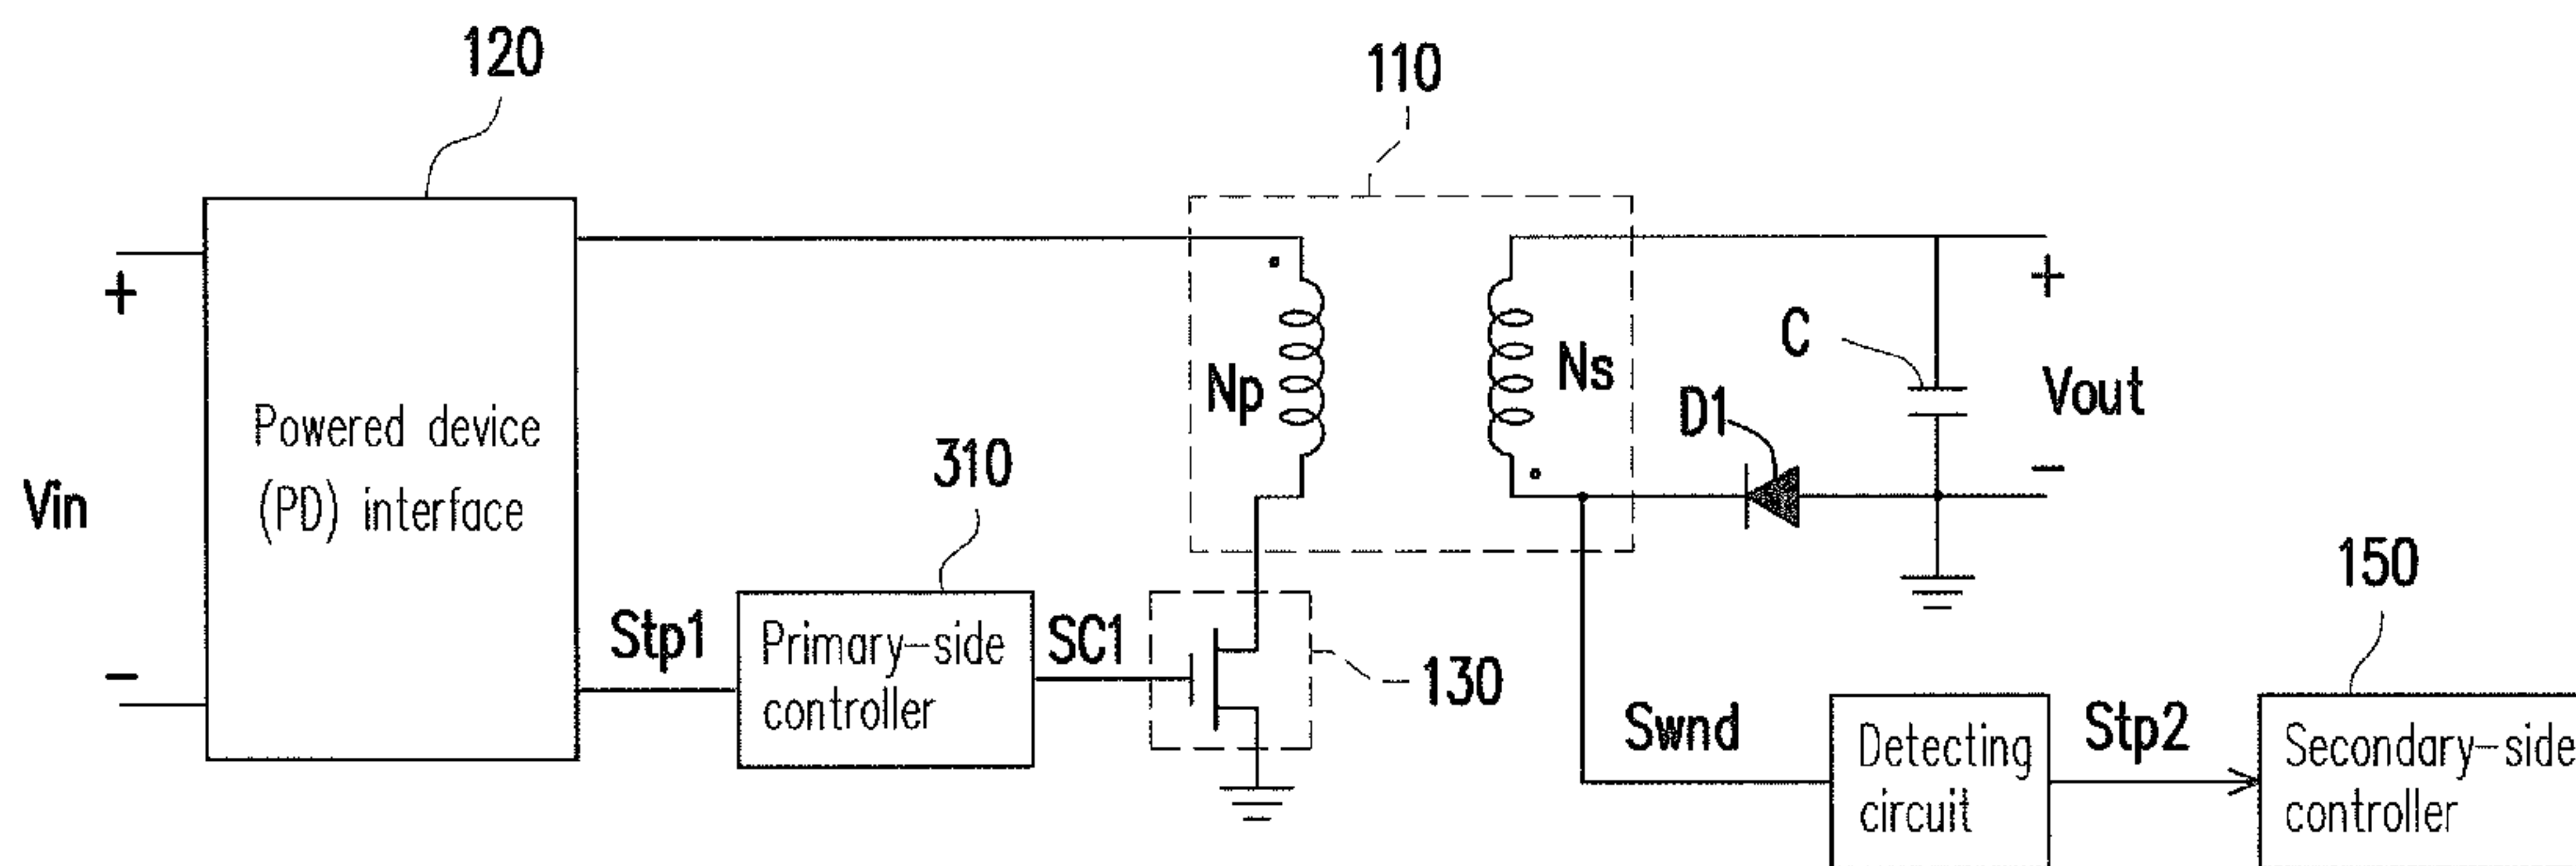 120
110
+
Vin
−
Powered device
(PD) interface
Stp1
310
Primary-side
controller
SC1
130
Np
Ns
D1
C
+
Vout
−
Swnd
Detecting
circuit
Stp2
150
Secondary-side
controller